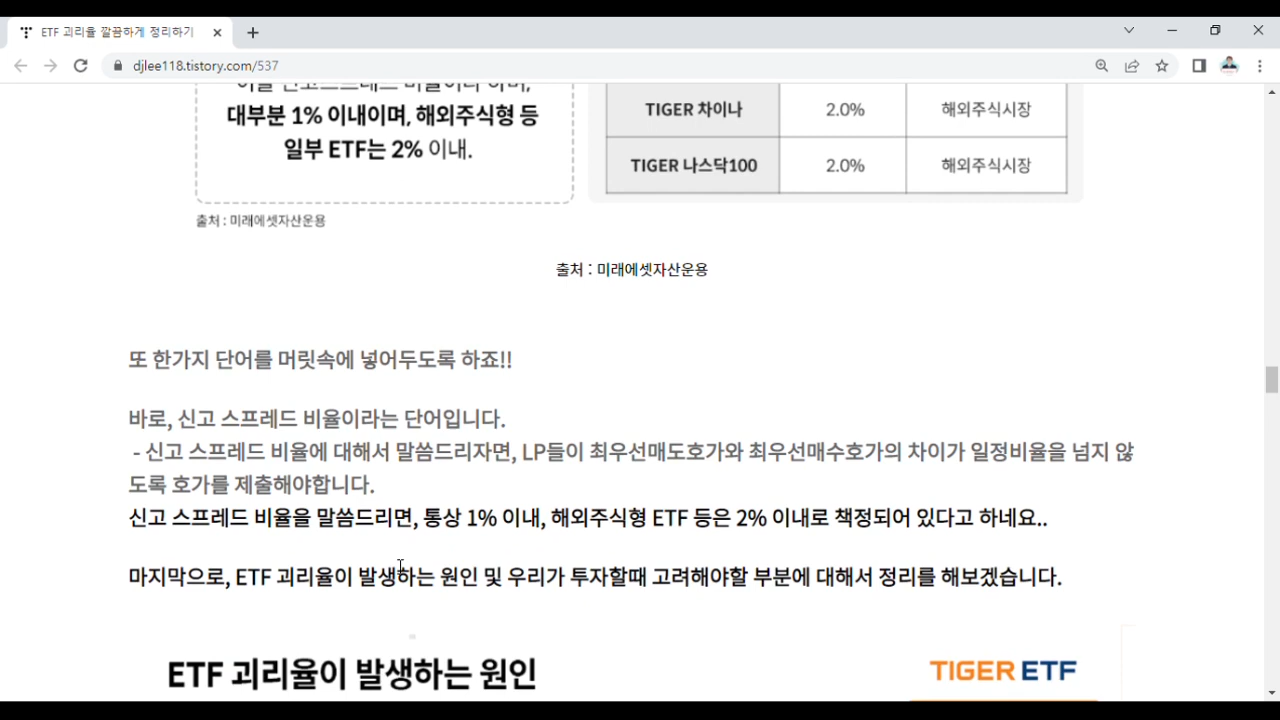 ETF 괴리율 깔끔하게 정리하기
djlee118.tistory.com/537
대부분 1% 이내이며, 해외주식형 등
일부 ETF는 2% 이내.
TIGER 차이나 2.0% 해외주식시장
TIGER 나스닥100 2.0% 해외주식시장
출처 : 미래에셋자산운용
출처 : 미래에셋자산운용
또 한가지 단어를 머릿속에 넣어두도록 하죠!!
바로, 신고 스프레드 비율이라는 단어입니다.
- 신고 스프레드 비율에 대해서 말씀드리자면, LP들이 최우선매도호가와 최우선매수호가의 차이가 일정비율을 넘지 않
도록 호가를 제출해야합니다.
신고 스프레드 비율을 말씀드리면, 통상 1% 이내, 해외주식형 ETF 등은 2% 이내로 책정되어 있다고 하네요..
마지막으로, ETF 괴리율이 발생하는 원인 및 우리가 투자할때 고려해야할 부분에 대해서 정리를 해보겠습니다.
ETF 괴리율이 발생하는 원인
TIGER ETF